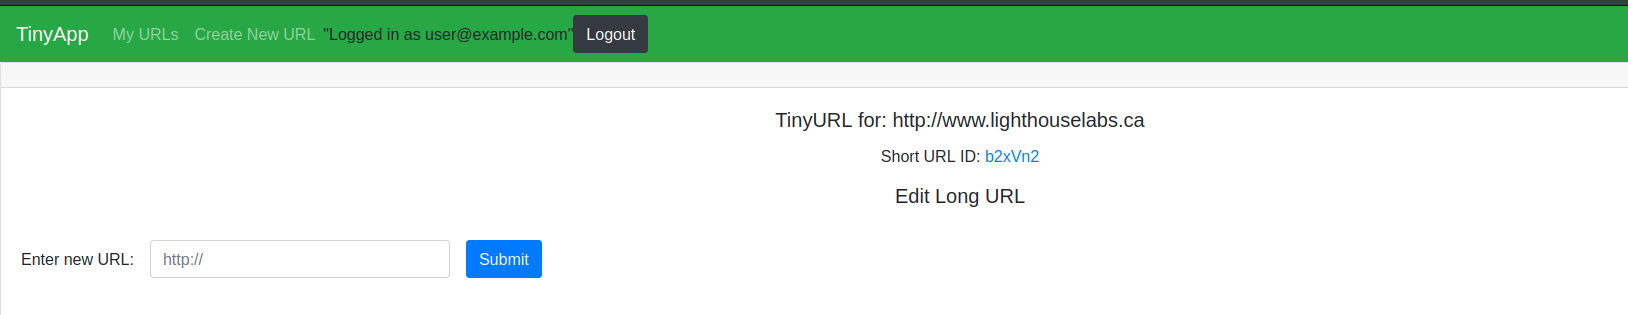 TinyApp My URLs Create New URL "Logged in as user@example.com" Logout
TinyURL for: http://www.lighthouselabs.ca
Short URL ID: b2xVn2
Edit Long URL
Enter new URL: http:// Submit